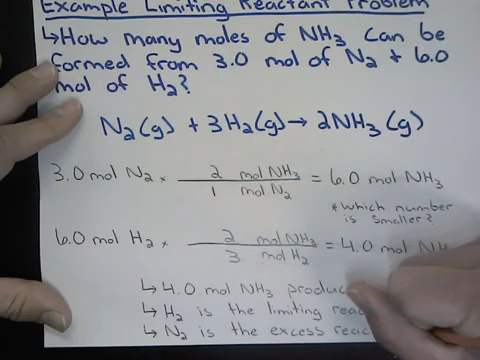 Example Limiting Reactant Problem
↳How many moles of NH₃ can be
formed from 3.0 mol of N₂ + 6.0
mol of H₂?
N₂(g) + 3H₂(g) → 2NH₃(g)
3.0 mol N₂ × 2 mol NH₃ / 1 mol N₂ = 6.0 mol NH₃
* which number
is smaller?
6.0 mol H₂ × 2 mol NH₃ / 3 mol H₂ = 4.0 mol
↳ 4.0 mol NH₃
↳ H₂ is the limiting
↳ N₂ is the excess